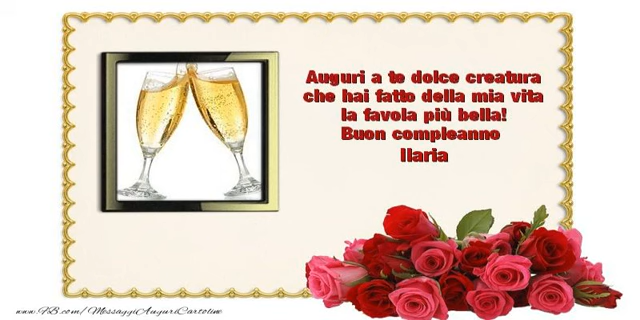 Auguri a te dolce creatura
che hai fatto della mia vita
la favola più bella!
Buon compleanno
Ilaria
www.FiB.com/MessaggiAuguriCartoline